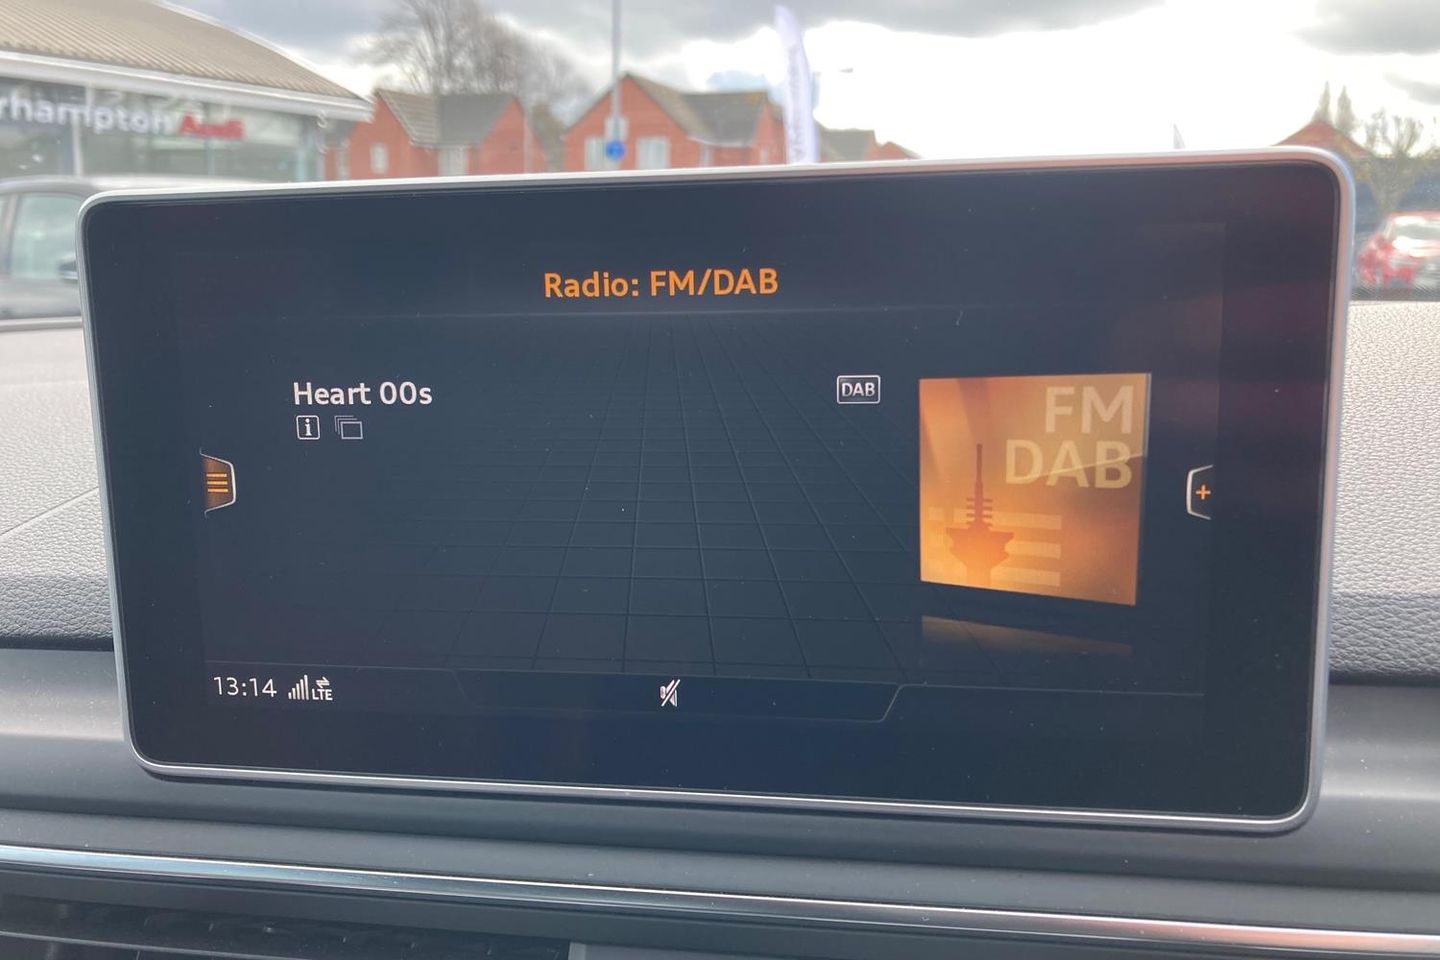 rhampton Audi
Radio: FM/DAB
Heart 00s
DAB
FM
DAB
13:14 LTE